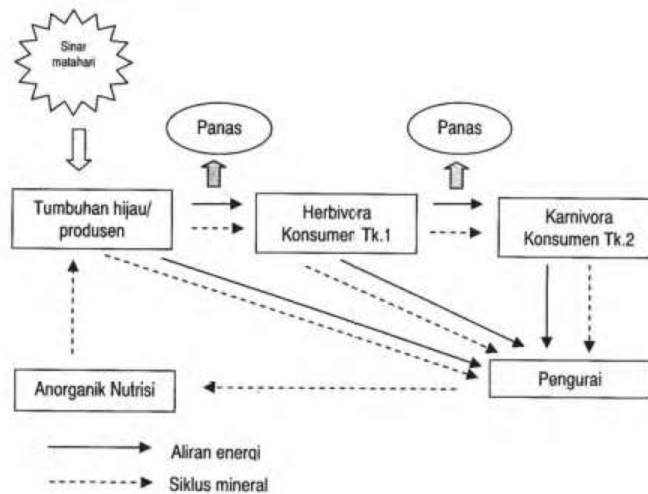 Sinar
matahari
Panas
Panas
Tumbuhan hijau/
produsen
Herbivora
Konsumen Tk.1
Karnivora
Konsumen Tk.2
Anorganik Nutrisi
Pengurai
Aliran energi
Siklus mineral